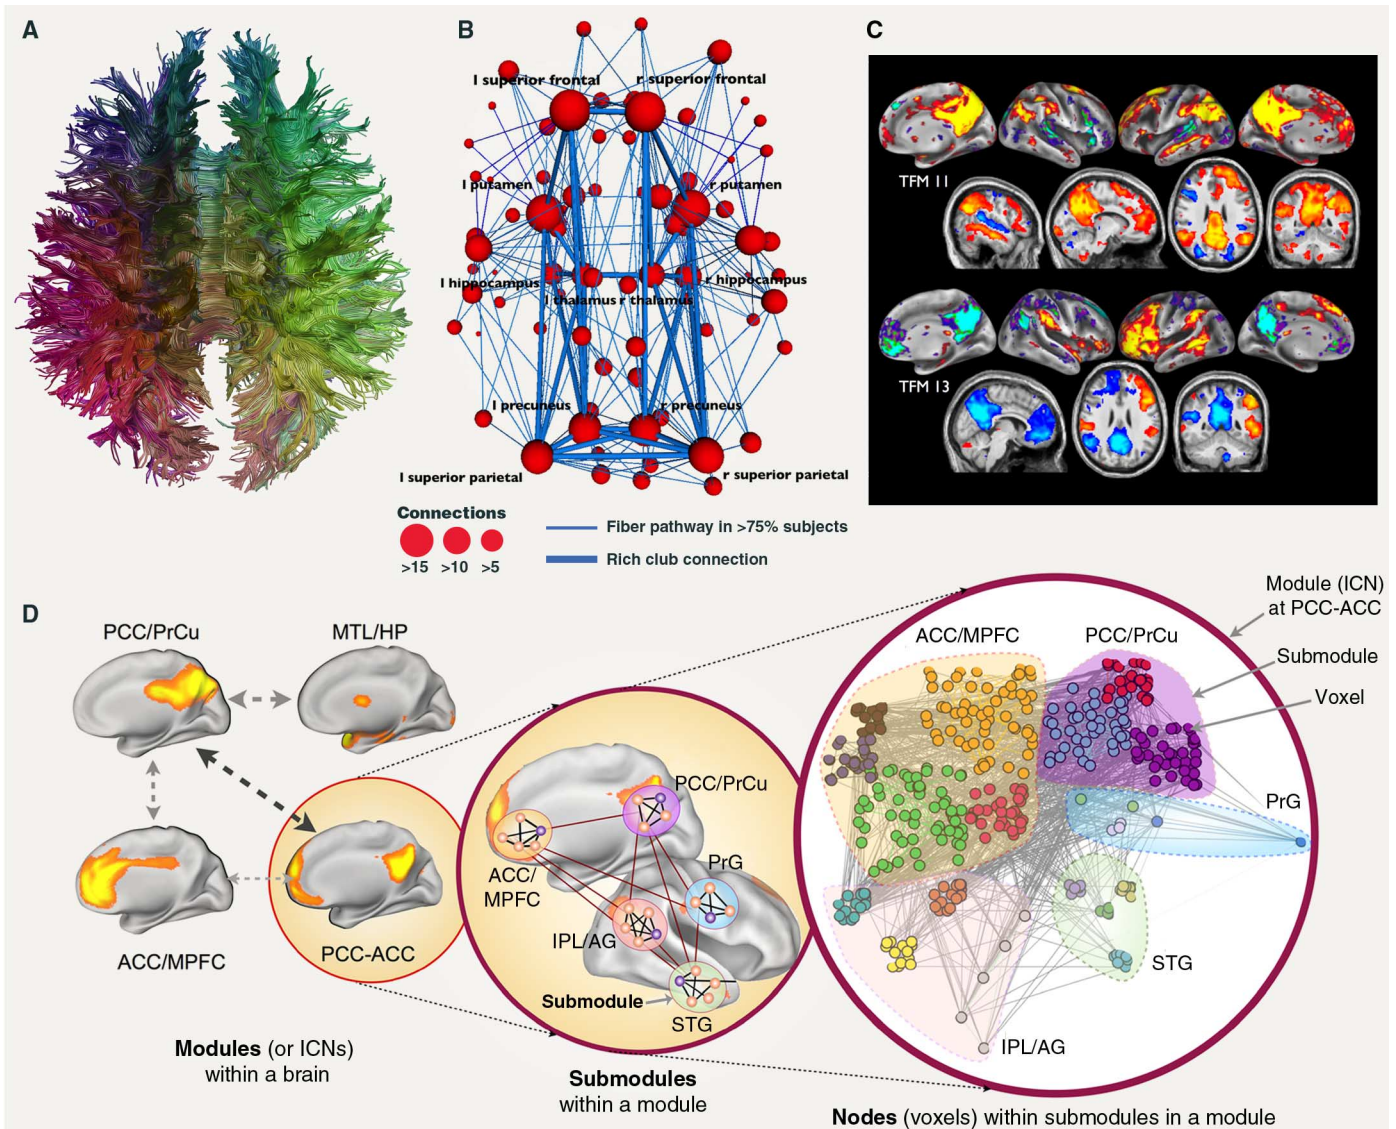 A
B
C
l superior frontal
r superior frontal
l putamen
r putamen
l hippocampus
l thalamus
r thalamus
r hippocampus
l precuneus
r precuneus
l superior parietal
r superior parietal
Connections
>15
>10
>5
Fiber pathway in >75% subjects
Rich club connection
TFM 11
TFM 13
D
PCC/PrCu
MTL/HP
ACC/MPFC
PCC-ACC
Modules (or ICNs)
within a brain
PCC/PrCu
ACC/
MPFC
PrG
IPL/AG
Submodule
STG
Submodules
within a module
ACC/MPFC
PCC/PrCu
Module (ICN)
at PCC-ACC
Submodule
Voxel
PrG
STG
IPL/AG
Nodes (voxels) within submodules in a module